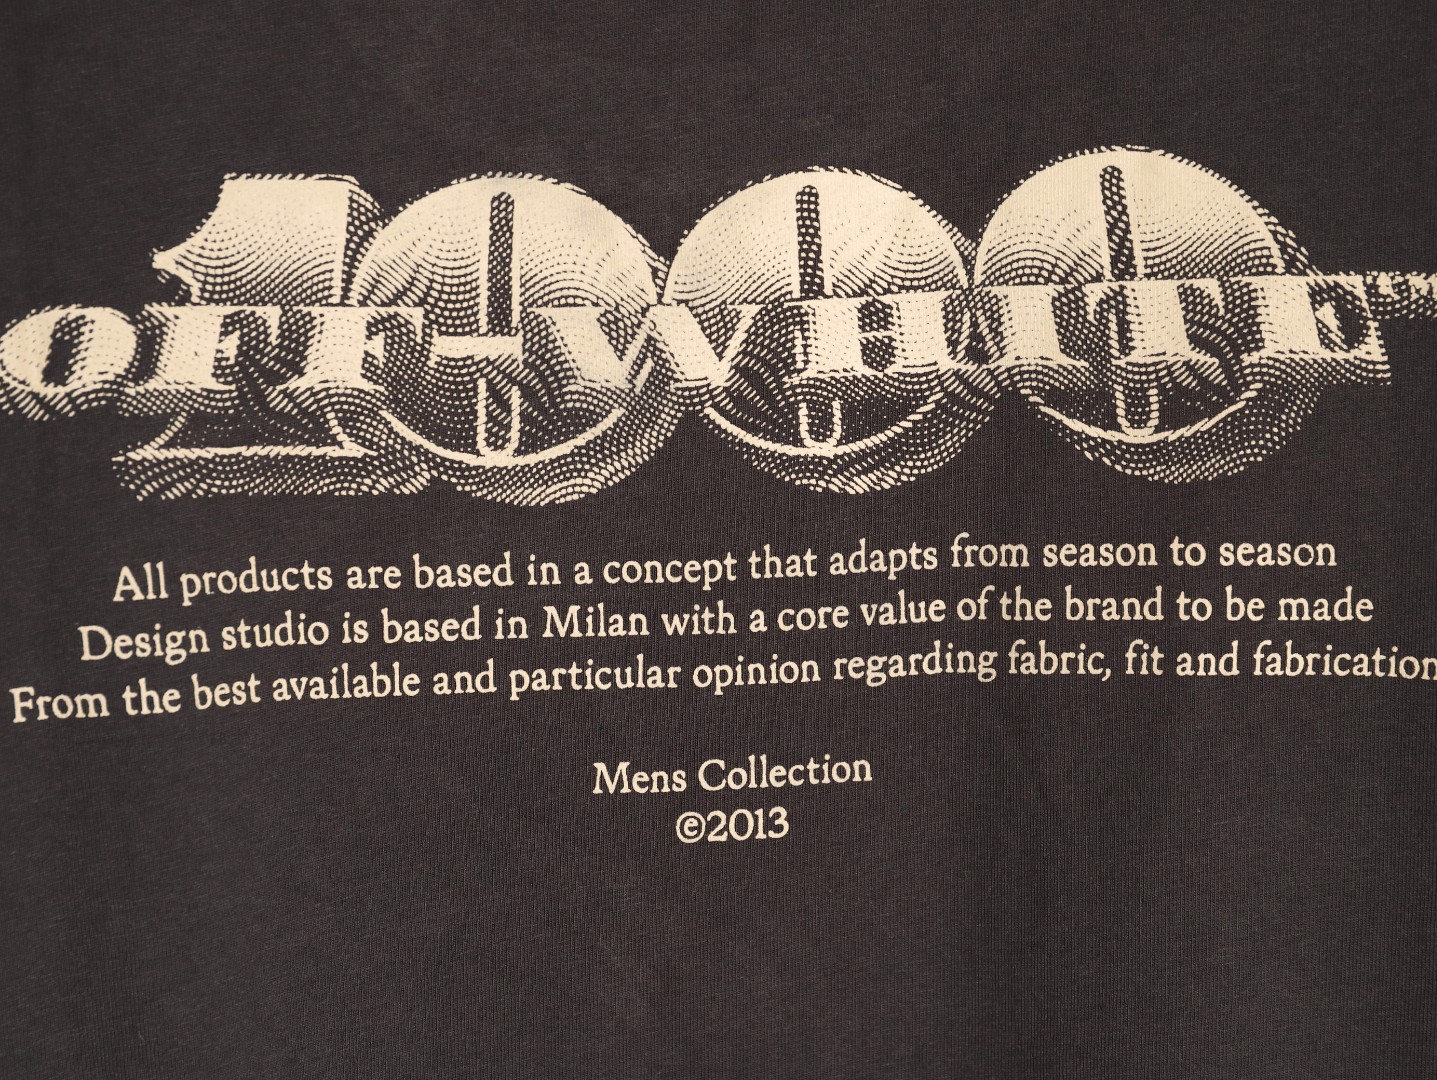 1000
OFF-WHITE™
All products are based in a concept that adapts from season to season
Design studio is based in Milan with a core value of the brand to be made
From the best available and particular opinion regarding fabric, fit and fabrication
Mens Collection
©2013